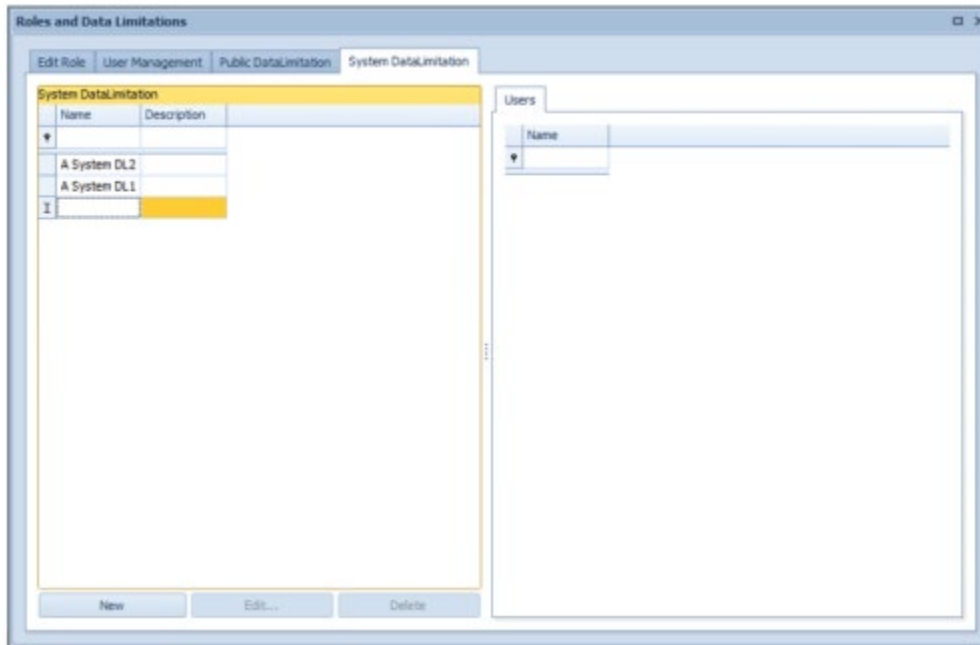 Roles and Data Limitations
Edit Role User Management Public DataLimitation System DataLimitation
System DataLimitation
Name Description
A System DL2
A System DL1
New Edit... Delete
Users
Name